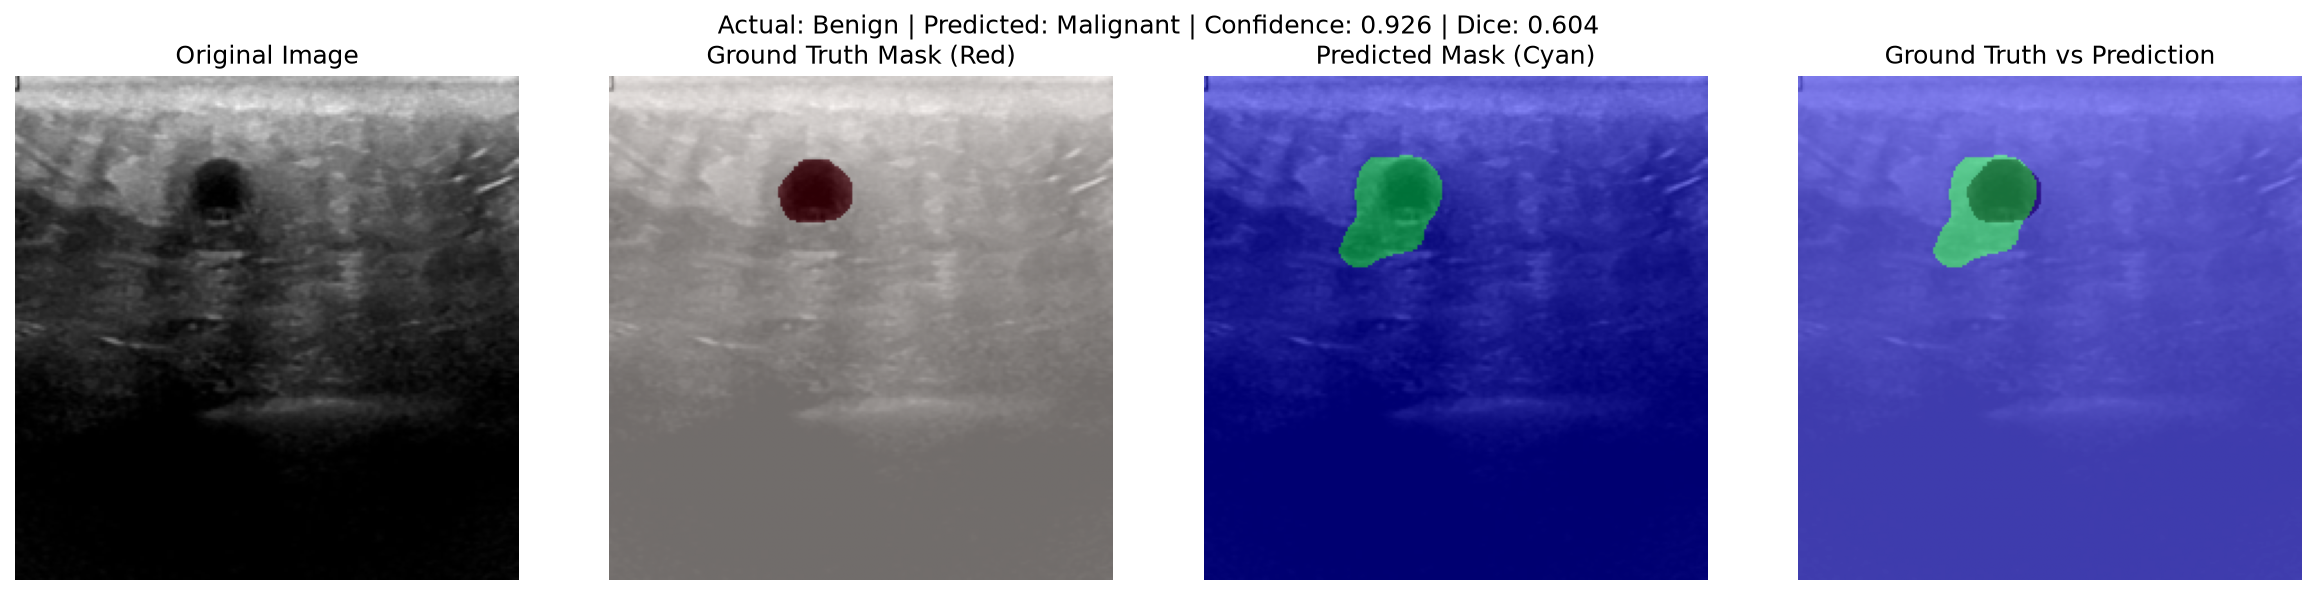 Actual: Benign | Predicted: Malignant | Confidence: 0.926 | Dice: 0.604
Original Image
Ground Truth Mask (Red)
Predicted Mask (Cyan)
Ground Truth vs Prediction